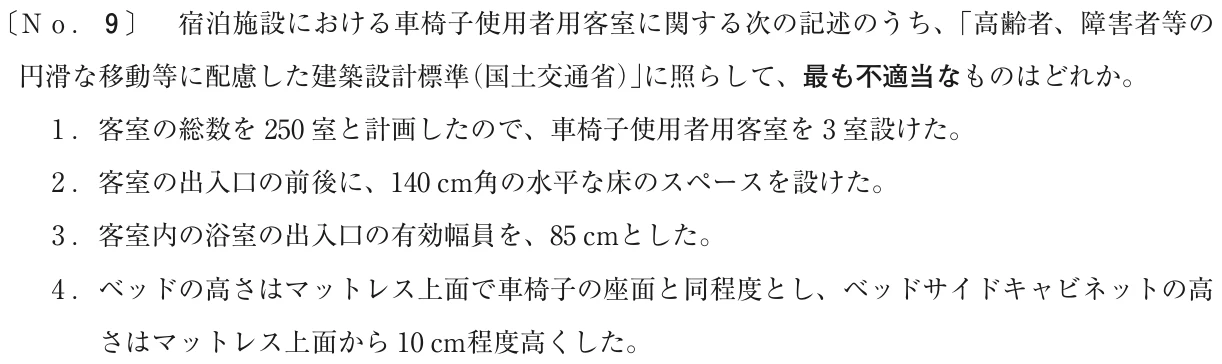 〔No. 9〕 宿泊施設における車椅子使用者用客室に関する次の記述のうち、「高齢者、障害者等の
円滑な移動等に配慮した建築設計標準(国土交通省)」に照らして、最も不適当なものはどれか。
1. 客室の総数を 250 室と計画したので、車椅子使用者用客室を 3 室設けた。
2. 客室の出入口の前後に、140 cm角の水平な床のスペースを設けた。
3. 客室内の浴室の出入口の有効幅員を、85 cmとした。
4. ベッドの高さはマットレス上面で車椅子の座面と同程度とし、ベッドサイドキャビネットの高
さはマットレス上面から 10 cm程度高くした。